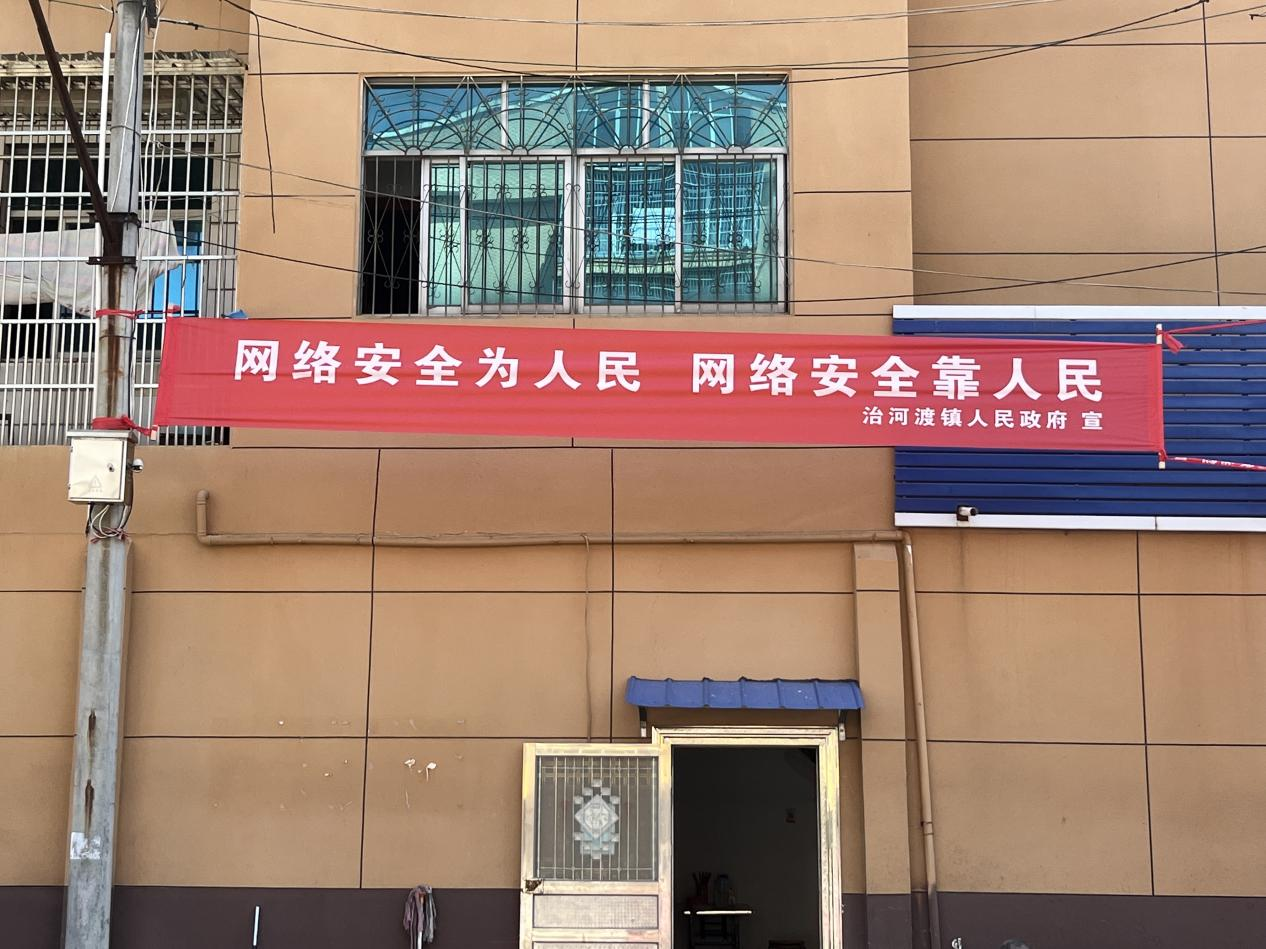 网络安全为人民 网络安全靠人民
治河渡镇人民政府 宣